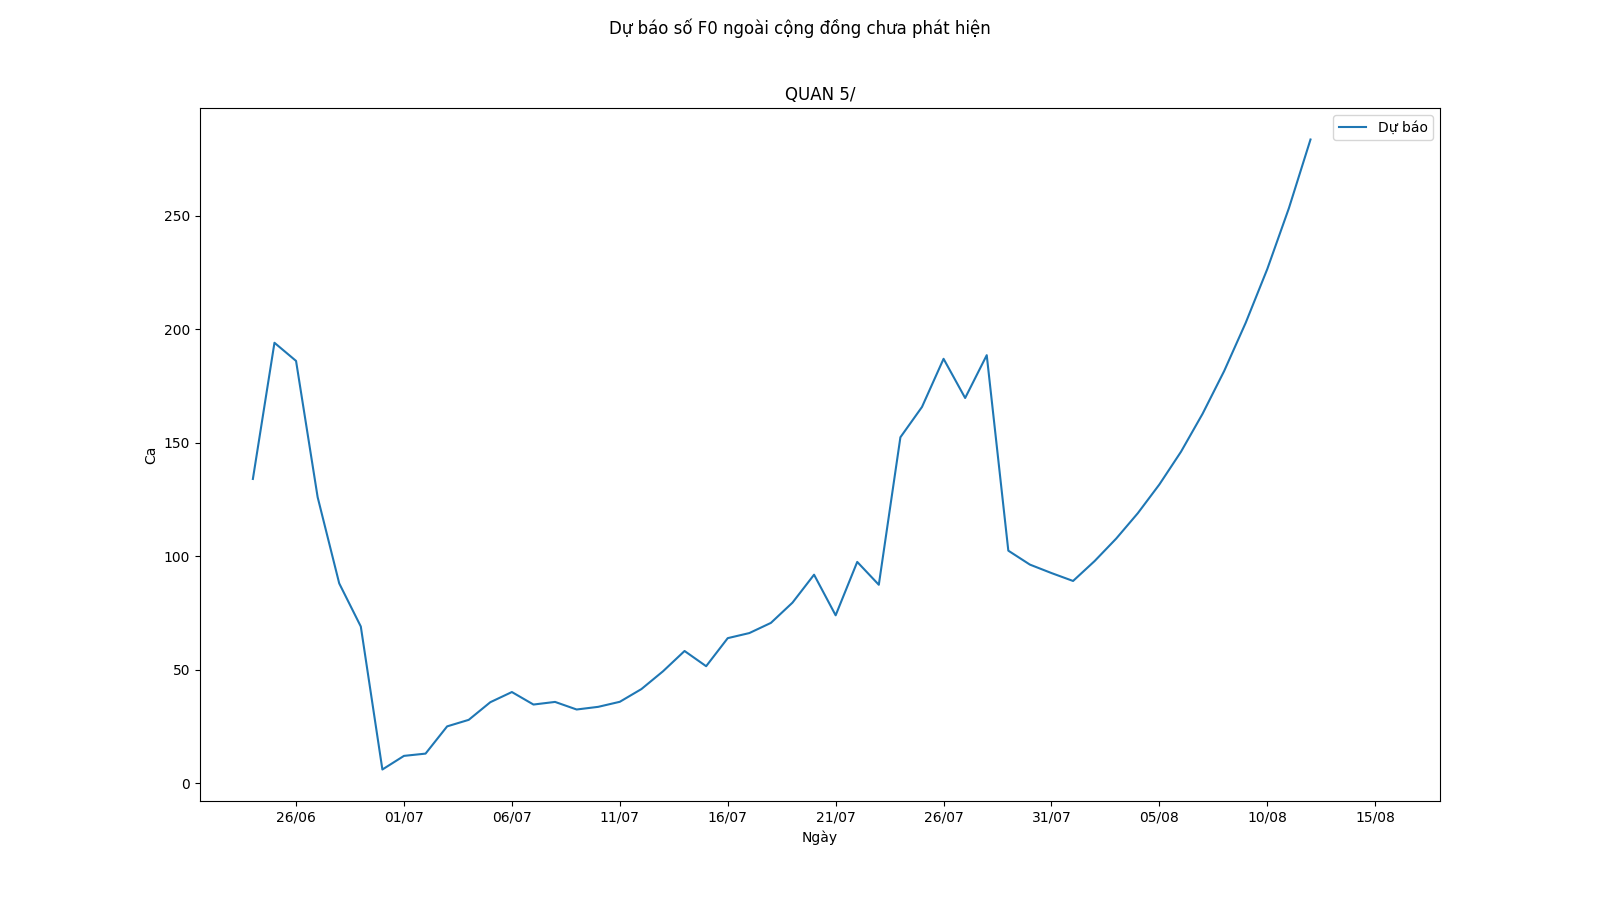 Dự báo số F0 ngoài cộng đồng chưa phát hiện
QUAN 5/
Dự báo
250
200
150
100
50
0
Ca
26/06 01/07 06/07 11/07 16/07 21/07 26/07 31/07 05/08 10/08 15/08
Ngày